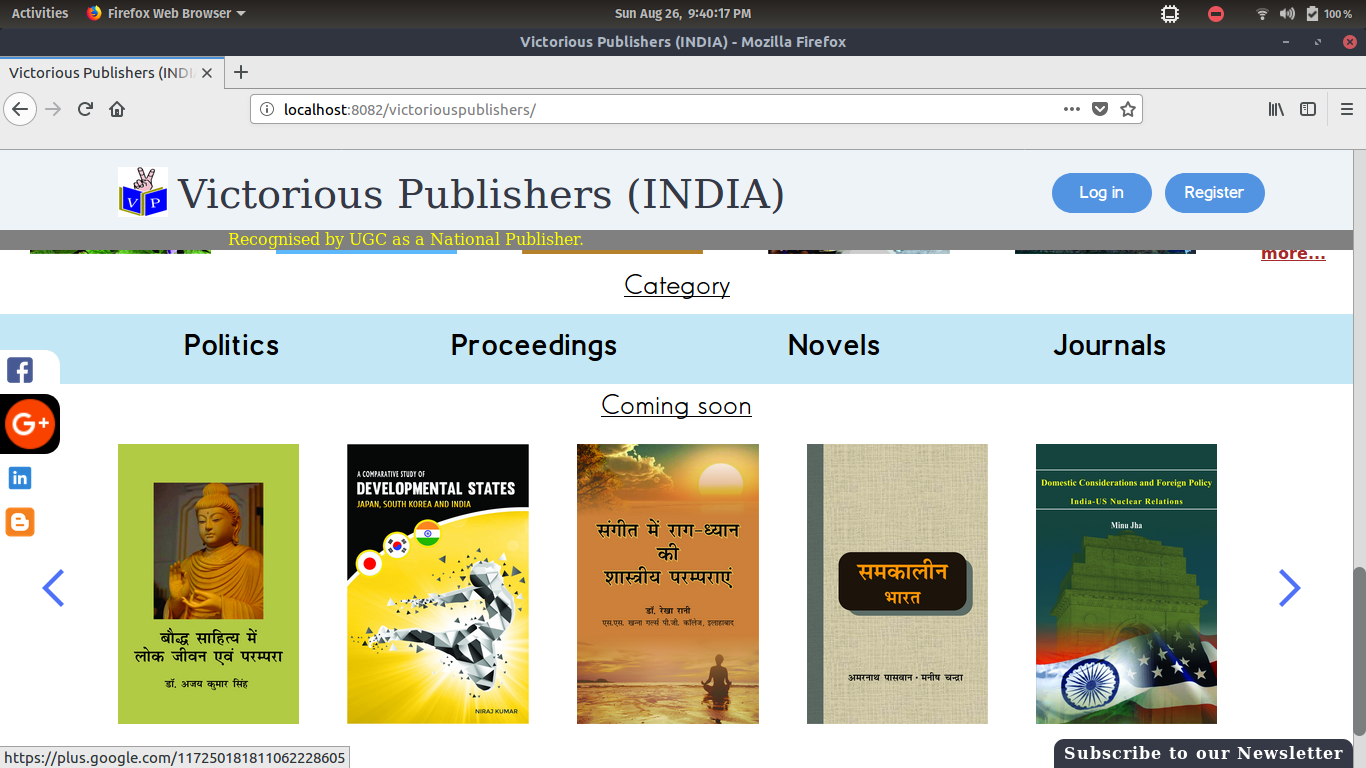 Activities
Firefox Web Browser
Sun Aug 26, 9:40:17 PM
100 %
Victorious Publishers (INDIA) - Mozilla Firefox
Victorious Publishers (INDI
localhost:8082/victoriouspublishers/
V P
Victorious Publishers (INDIA)
Log in
Register
Recognised by UGC as a National Publisher.
more...
Category
Politics
Proceedings
Novels
Journals
Coming soon
बौद्ध साहित्य में
लोक जीवन एवं परम्परा
डॉ. अजय कुमार सिंह
A COMPARATIVE STUDY OF
DEVELOPMENTAL STATES
JAPAN, SOUTH KOREA AND INDIA
NIRAJ KUMAR
संगीत में राग-ध्यान
की
शास्त्रीय परम्पराएं
डॉ. रेखा रानी
एस.एस. खन्ना गर्ल्स पी.जी. कॉलेज, इलाहाबाद
समकालीन
भारत
अमरनाथ पासवान • मनीष चन्द्रा
Domestic Considerations and Foreign Policy
India-US Nuclear Relations
Minu Jha
https://plus.google.com/117250181811062228605
Subscribe to our Newsletter